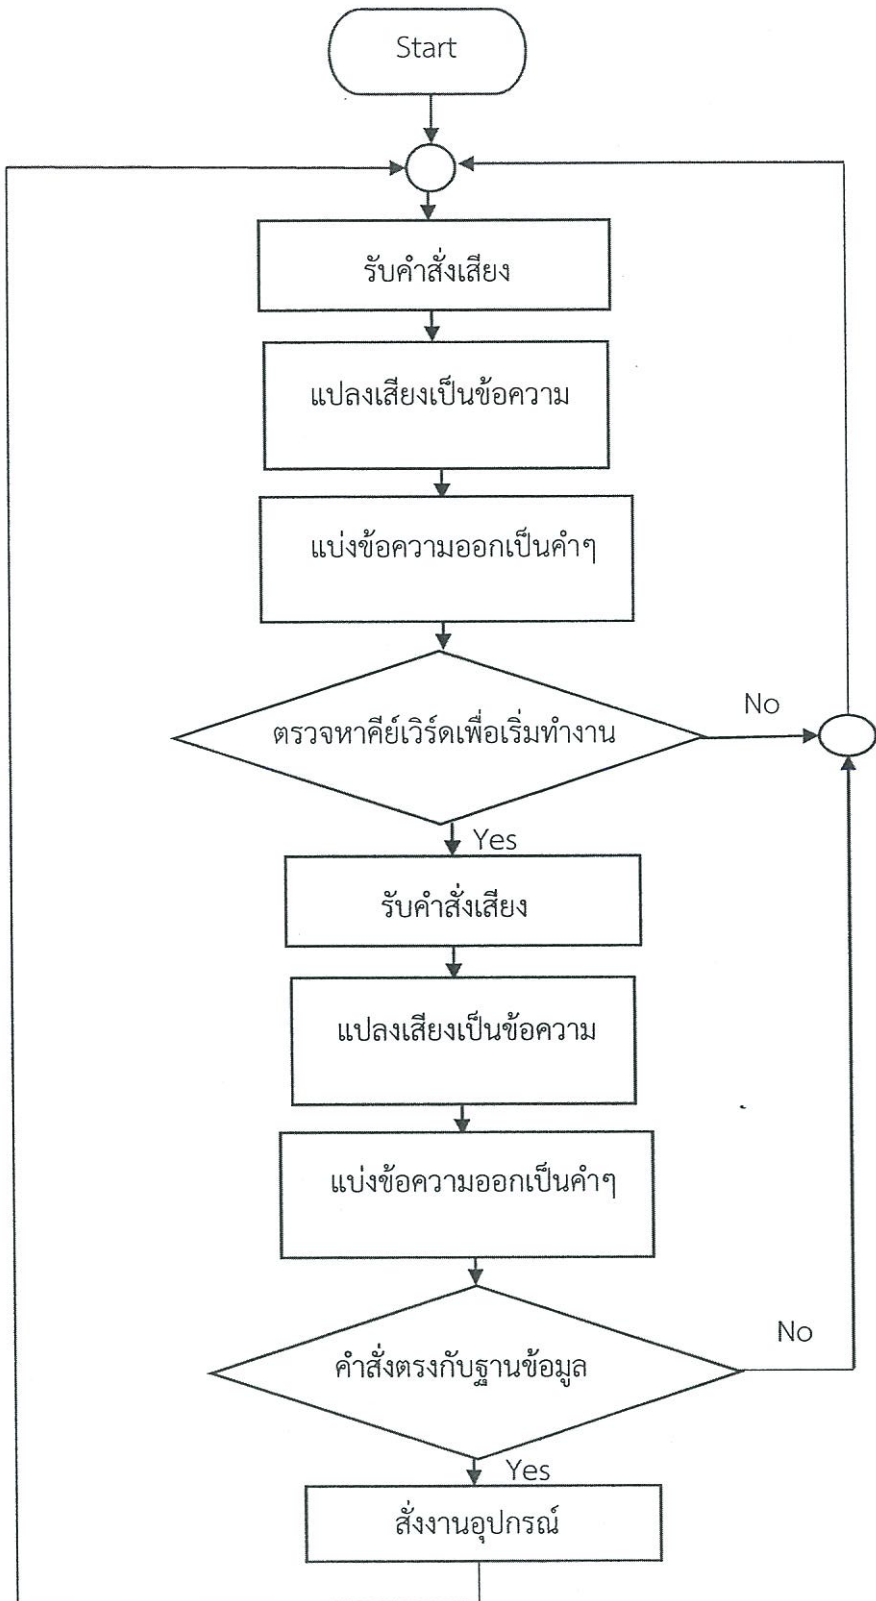 Start
รับคำสั่งเสียง
แปลงเสียงเป็นข้อความ
แบ่งข้อความออกเป็นคำๆ
ตรวจหาคีย์เวิร์ดเพื่อเริ่มทำงาน
No
Yes
รับคำสั่งเสียง
แปลงเสียงเป็นข้อความ
แบ่งข้อความออกเป็นคำๆ
คำสั่งตรงกับฐานข้อมูล
No
Yes
สั่งงานอุปกรณ์